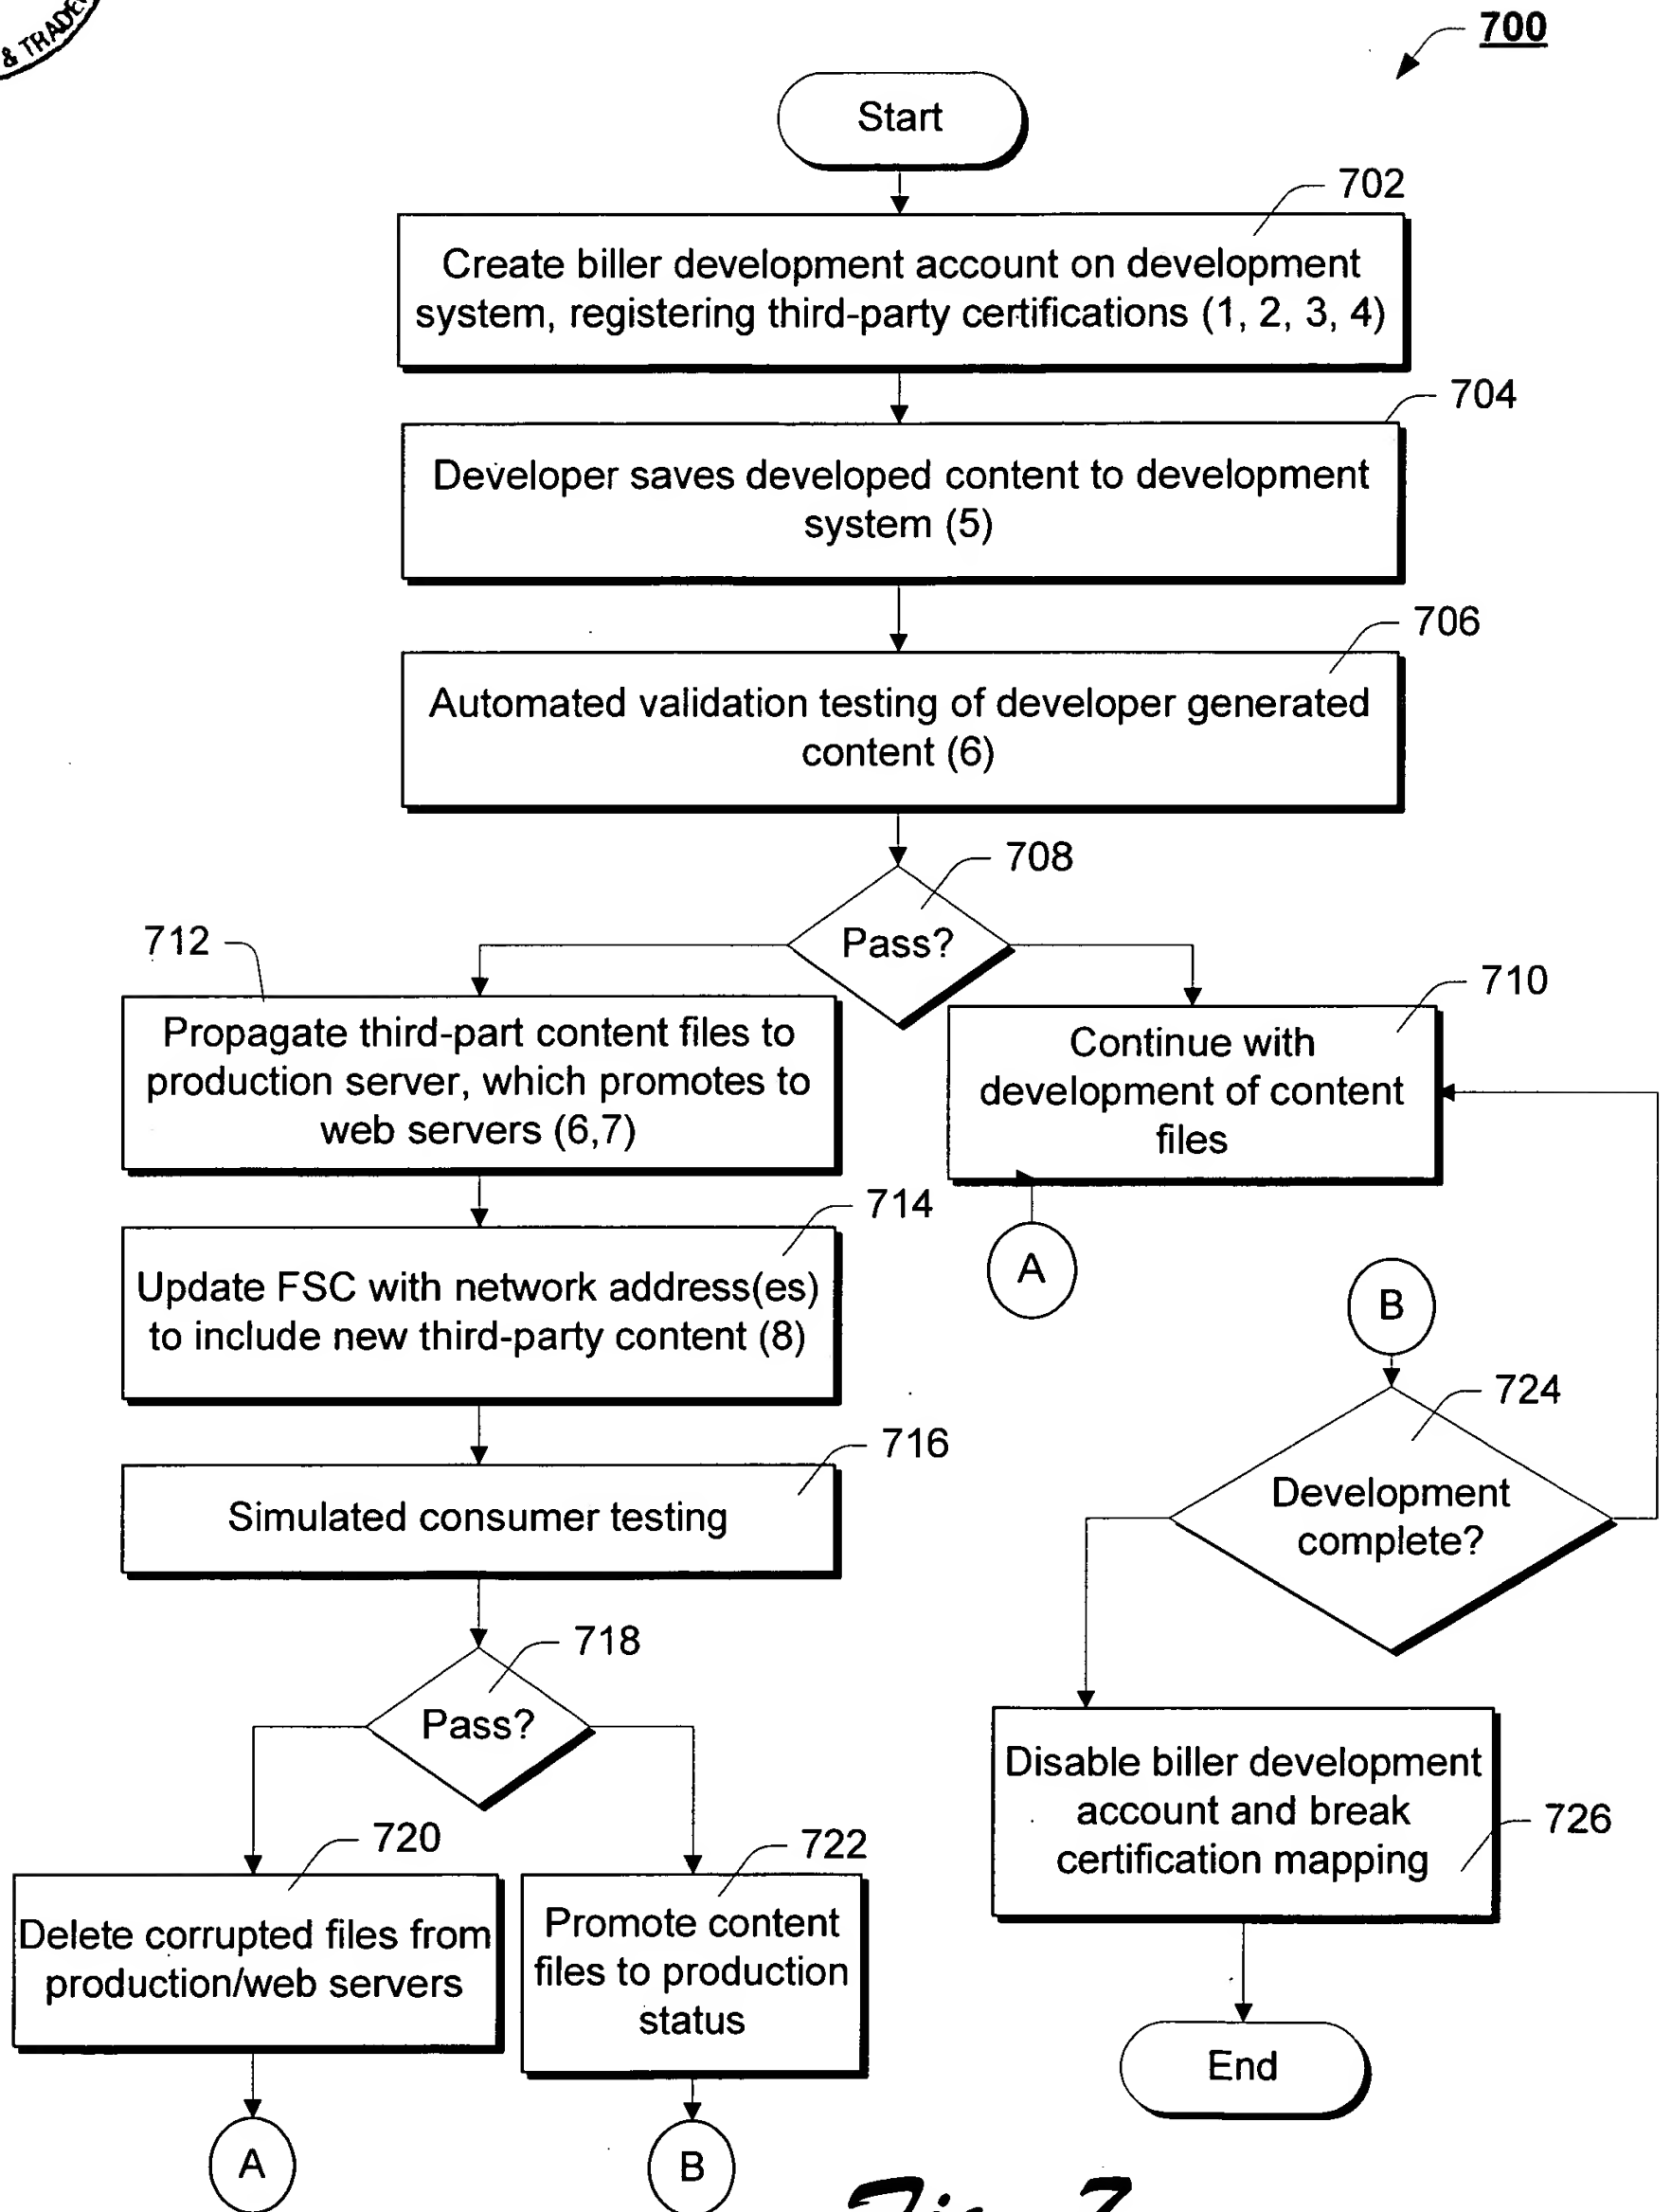 & TRADE
700
Start
702
Create biller development account on development
system, registering third-party certifications (1, 2, 3, 4)
704
Developer saves developed content to development
system (5)
706
Automated validation testing of developer generated
content (6)
708
Pass?
712
Propagate third-part content files to
production server, which promotes to
web servers (6,7)
710
Continue with
development of content
files
714
Update FSC with network address(es)
to include new third-party content (8)
A
B
724
Development
complete?
716
Simulated consumer testing
718
Pass?
720
Delete corrupted files from
production/web servers
722
Promote content
files to production
status
726
Disable biller development
account and break
certification mapping
End
A
B
Fig. 7